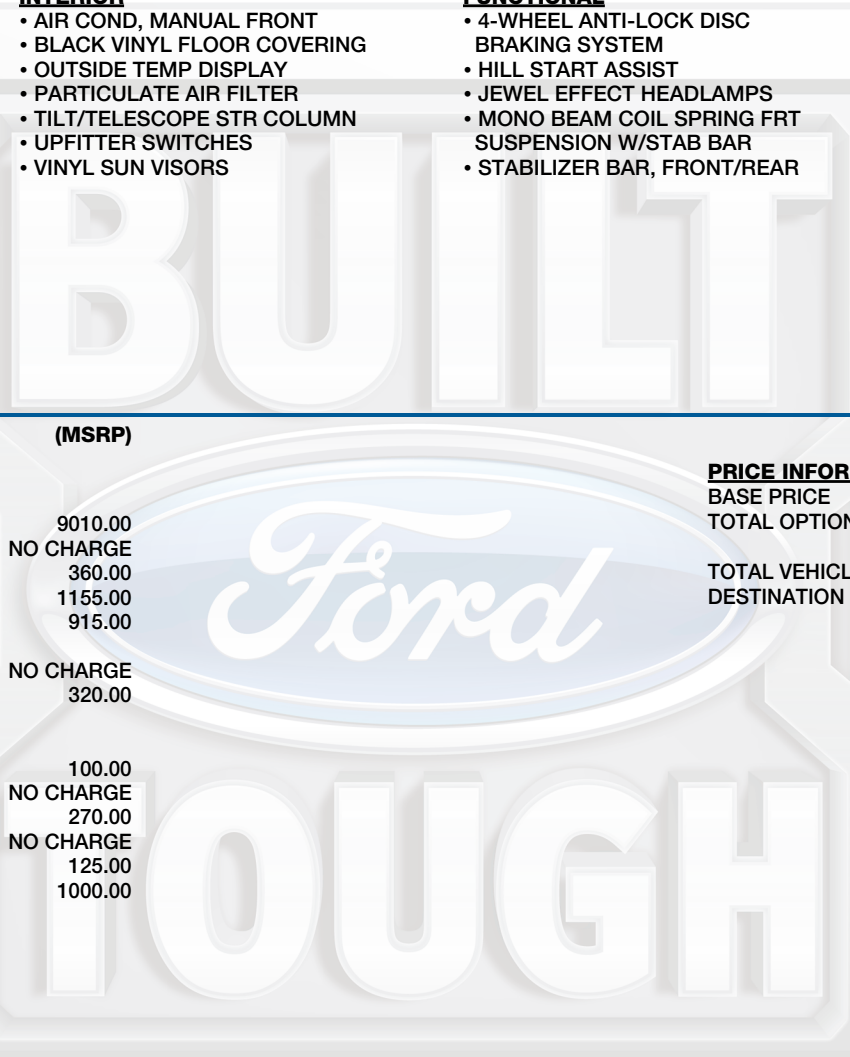 INTERIOR
• AIR COND, MANUAL FRONT
• BLACK VINYL FLOOR COVERING
• OUTSIDE TEMP DISPLAY
• PARTICULATE AIR FILTER
• TILT/TELESCOPE STR COLUMN
• UPFITTER SWITCHES
• VINYL SUN VISORS
FUNCTIONAL
• 4-WHEEL ANTI-LOCK DISC
BRAKING SYSTEM
• HILL START ASSIST
• JEWEL EFFECT HEADLAMPS
• MONO BEAM COIL SPRING FRT
SUSPENSION W/STAB BAR
• STABILIZER BAR, FRONT/REAR
BUILT
(MSRP)
9010.00
NO CHARGE
360.00
1155.00
915.00
NO CHARGE
320.00
100.00
NO CHARGE
270.00
NO CHARGE
125.00
1000.00
Ford
PRICE INFOR
BASE PRICE
TOTAL OPTION
TOTAL VEHICL
DESTINATION
TOUGH